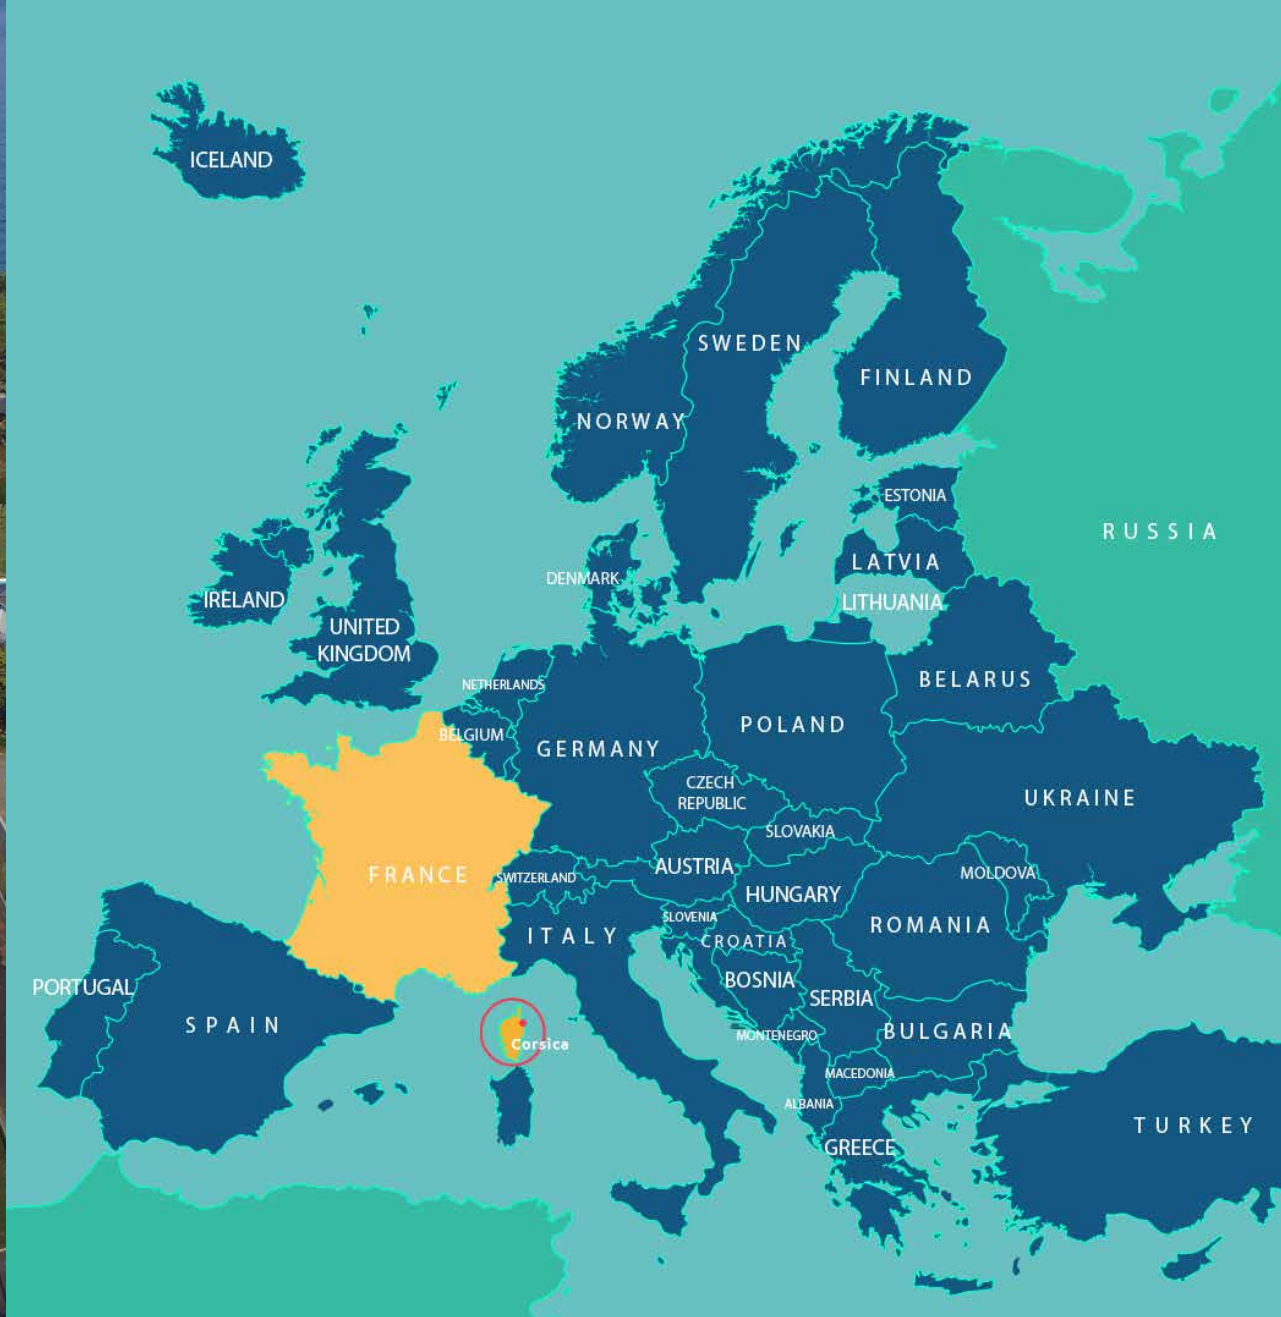 ICELAND
SWEDEN
FINLAND
NORWAY
ESTONIA
RUSSIA
LATVIA
DENMARK
IRELAND
LITHUANIA
UNITED
KINGDOM
BELARUS
NETHERLANDS
POLAND
BELGIUM
GERMANY
CZECH
REPUBLIC
UKRAINE
SLOVAKIA
FRANCE
SWITZERLAND
AUSTRIA
MOLDOVA
HUNGARY
SLOVENIA
ROMANIA
ITALY
CROATIA
BOSNIA
PORTUGAL
SERBIA
SPAIN
BULGARIA
MONTENEGRO
Corsica
MACEDONIA
ALBANIA
TURKEY
GREECE